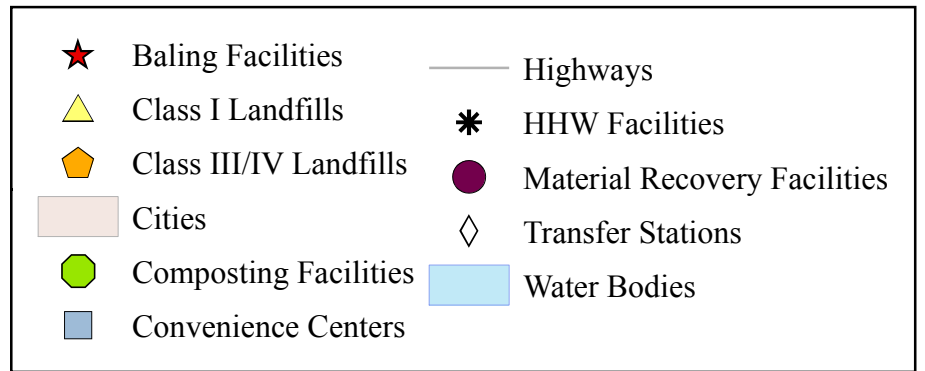 Baling Facilities
Class I Landfills
Class III/IV Landfills
Cities
Composting Facilities
Convenience Centers
Highways
HHW Facilities
Material Recovery Facilities
Transfer Stations
Water Bodies